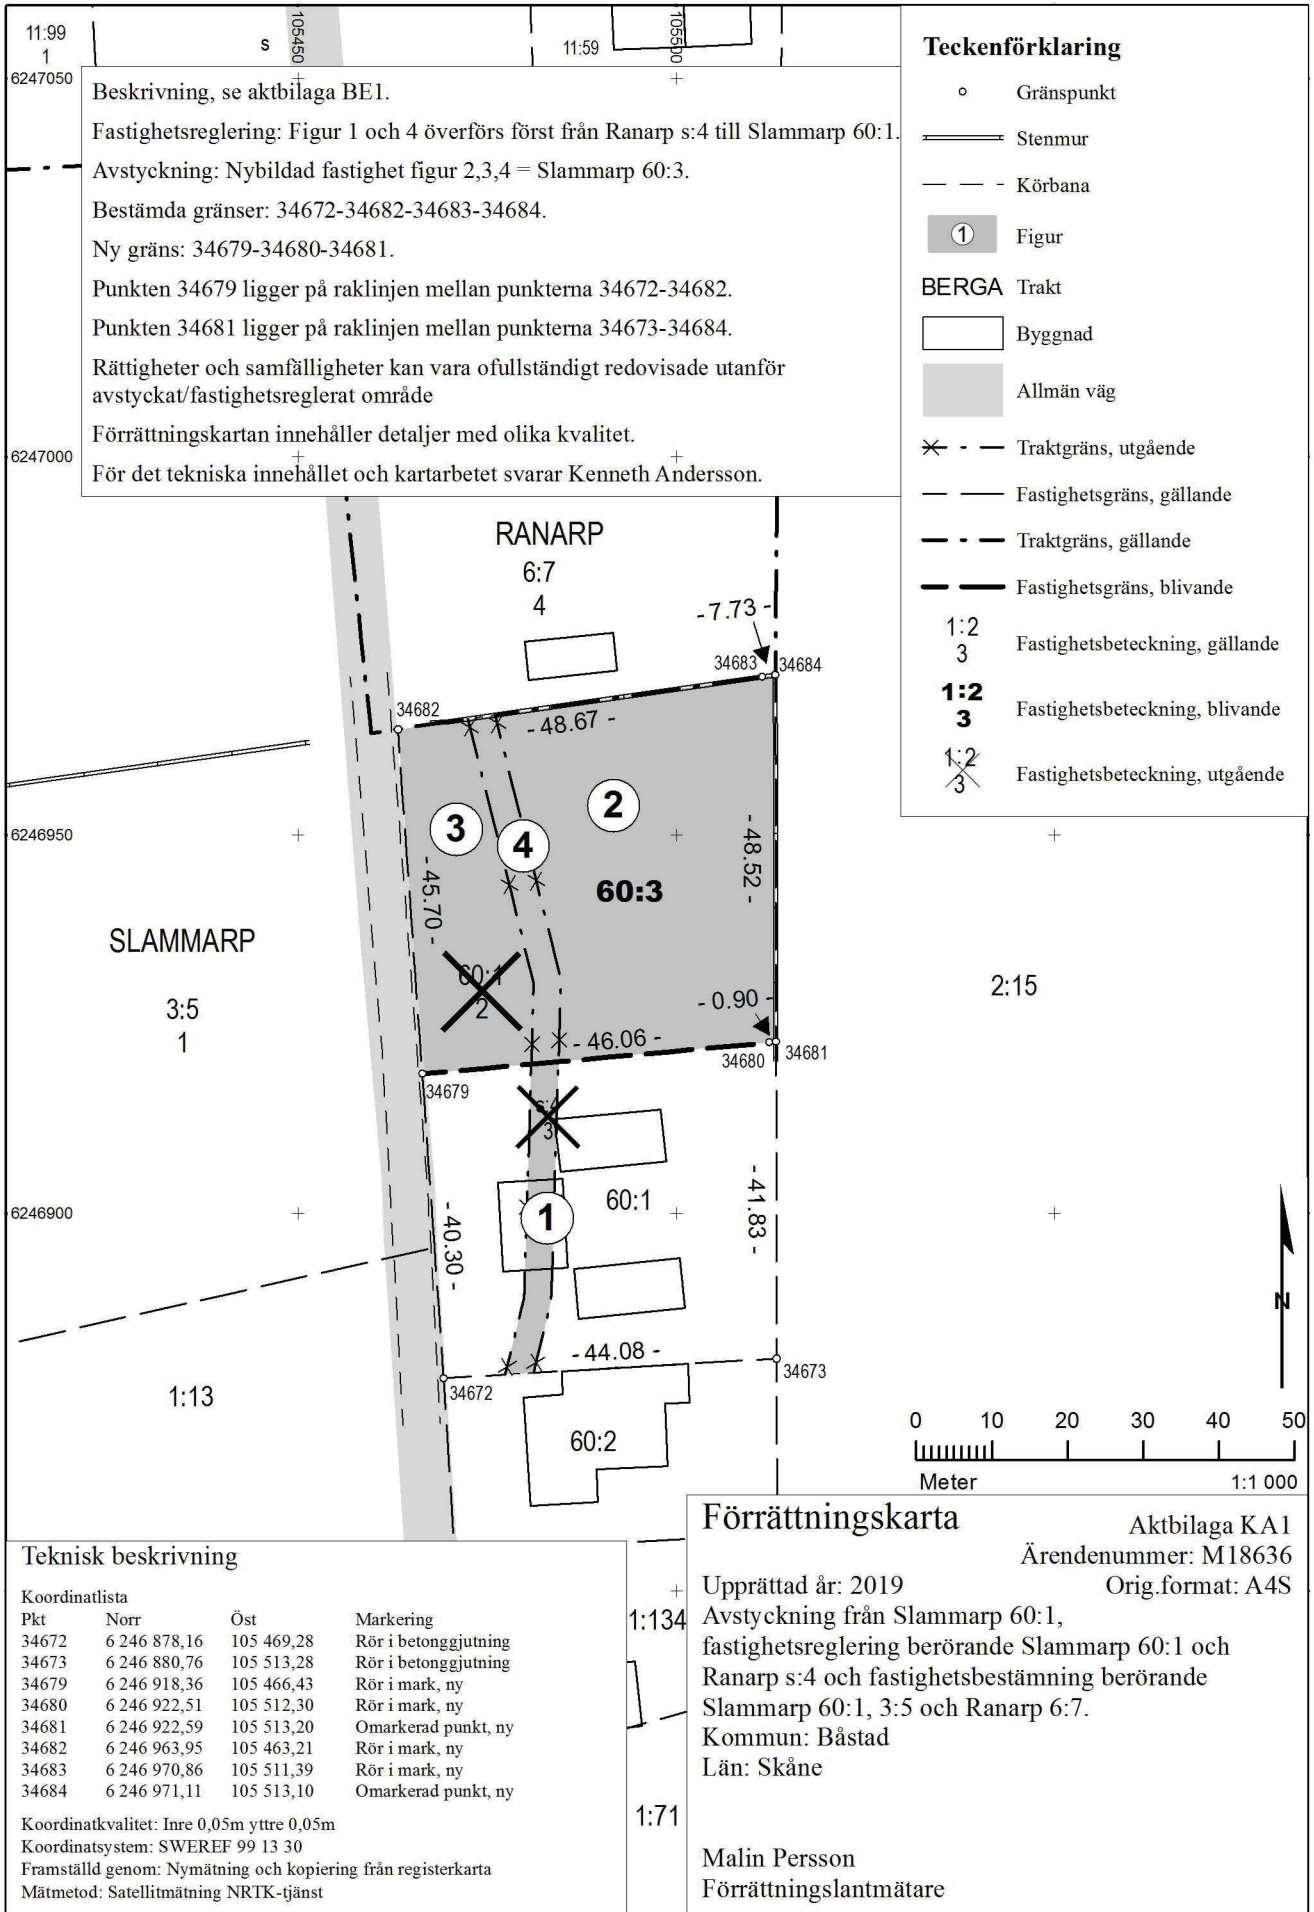 11:99
1
s
105450
11:59
105500
6247050
Beskrivning, se aktbilaga BE1.
Fastighetsreglering: Figur 1 och 4 överförs först från Ranarp s:4 till Slammarp 60:1.
Avstyckning: Nybildad fastighet figur 2,3,4 = Slammarp 60:3.
Bestämda gränser: 34672-34682-34683-34684.
Ny gräns: 34679-34680-34681.
Punkten 34679 ligger på raklinjen mellan punkterna 34672-34682.
Punkten 34681 ligger på raklinjen mellan punkterna 34673-34684.
Rättigheter och samfälligheter kan vara ofullständigt redovisade utanför
avstyckat/fastighetsreglerat område
Förrättningskartan innehåller detaljer med olika kvalitet.
För det tekniska innehållet och kartarbetet svarar Kenneth Andersson.
6247000
Teckenförklaring
Gränspunkt
Stenmur
Körbana
1
Figur
BERGA
Trakt
Byggnad
Allmän väg
Traktgräns, utgående
Fastighetsgräns, gällande
Traktgräns, gällande
Fastighetsgräns, blivande
1:2
3
Fastighetsbeteckning, gällande
1:2
3
Fastighetsbeteckning, blivande
1:2
3
Fastighetsbeteckning, utgående
RANARP
6:7
4
- 7.73 -
34683
34684
34682
- 48.67 -
6246950
3
4
2
60:3
- 48.52 -
- 45.70 -
SLAMMARP
3:5
1
60:1
2
2:15
- 0.90 -
- 46.06 -
34680
34681
34679
s:4
3
6246900
1
60:1
- 41.83 -
- 40.30 -
- 44.08 -
34673
34672
1:13
60:2
N
0 10 20 30 40 50
Meter
1:1 000
1:134
1:71
Teknisk beskrivning
Koordinatlista
Pkt Norr Öst Markering
34672 6 246 878,16 105 469,28 Rör i betonggjutning
34673 6 246 880,76 105 513,28 Rör i betonggjutning
34679 6 246 918,36 105 466,43 Rör i mark, ny
34680 6 246 922,51 105 512,30 Rör i mark, ny
34681 6 246 922,59 105 513,20 Omarkerad punkt, ny
34682 6 246 963,95 105 463,21 Rör i mark, ny
34683 6 246 970,86 105 511,39 Rör i mark, ny
34684 6 246 971,11 105 513,10 Omarkerad punkt, ny
Koordinatkvalitet: Inre 0,05m yttre 0,05m
Koordinatsystem: SWEREF 99 13 30
Framställd genom: Nymätning och kopiering från registerkarta
Mätmetod: Satellitmätning NRTK-tjänst
Förrättningskarta
Aktbilaga KA1
Ärendenummer: M18636
Upprättad år: 2019
Orig.format: A4S
Avstyckning från Slammarp 60:1,
fastighetsreglering berörande Slammarp 60:1 och
Ranarp s:4 och fastighetsbestämning berörande
Slammarp 60:1, 3:5 och Ranarp 6:7.
Kommun: Båstad
Län: Skåne
Malin Persson
Förrättningslantmätare